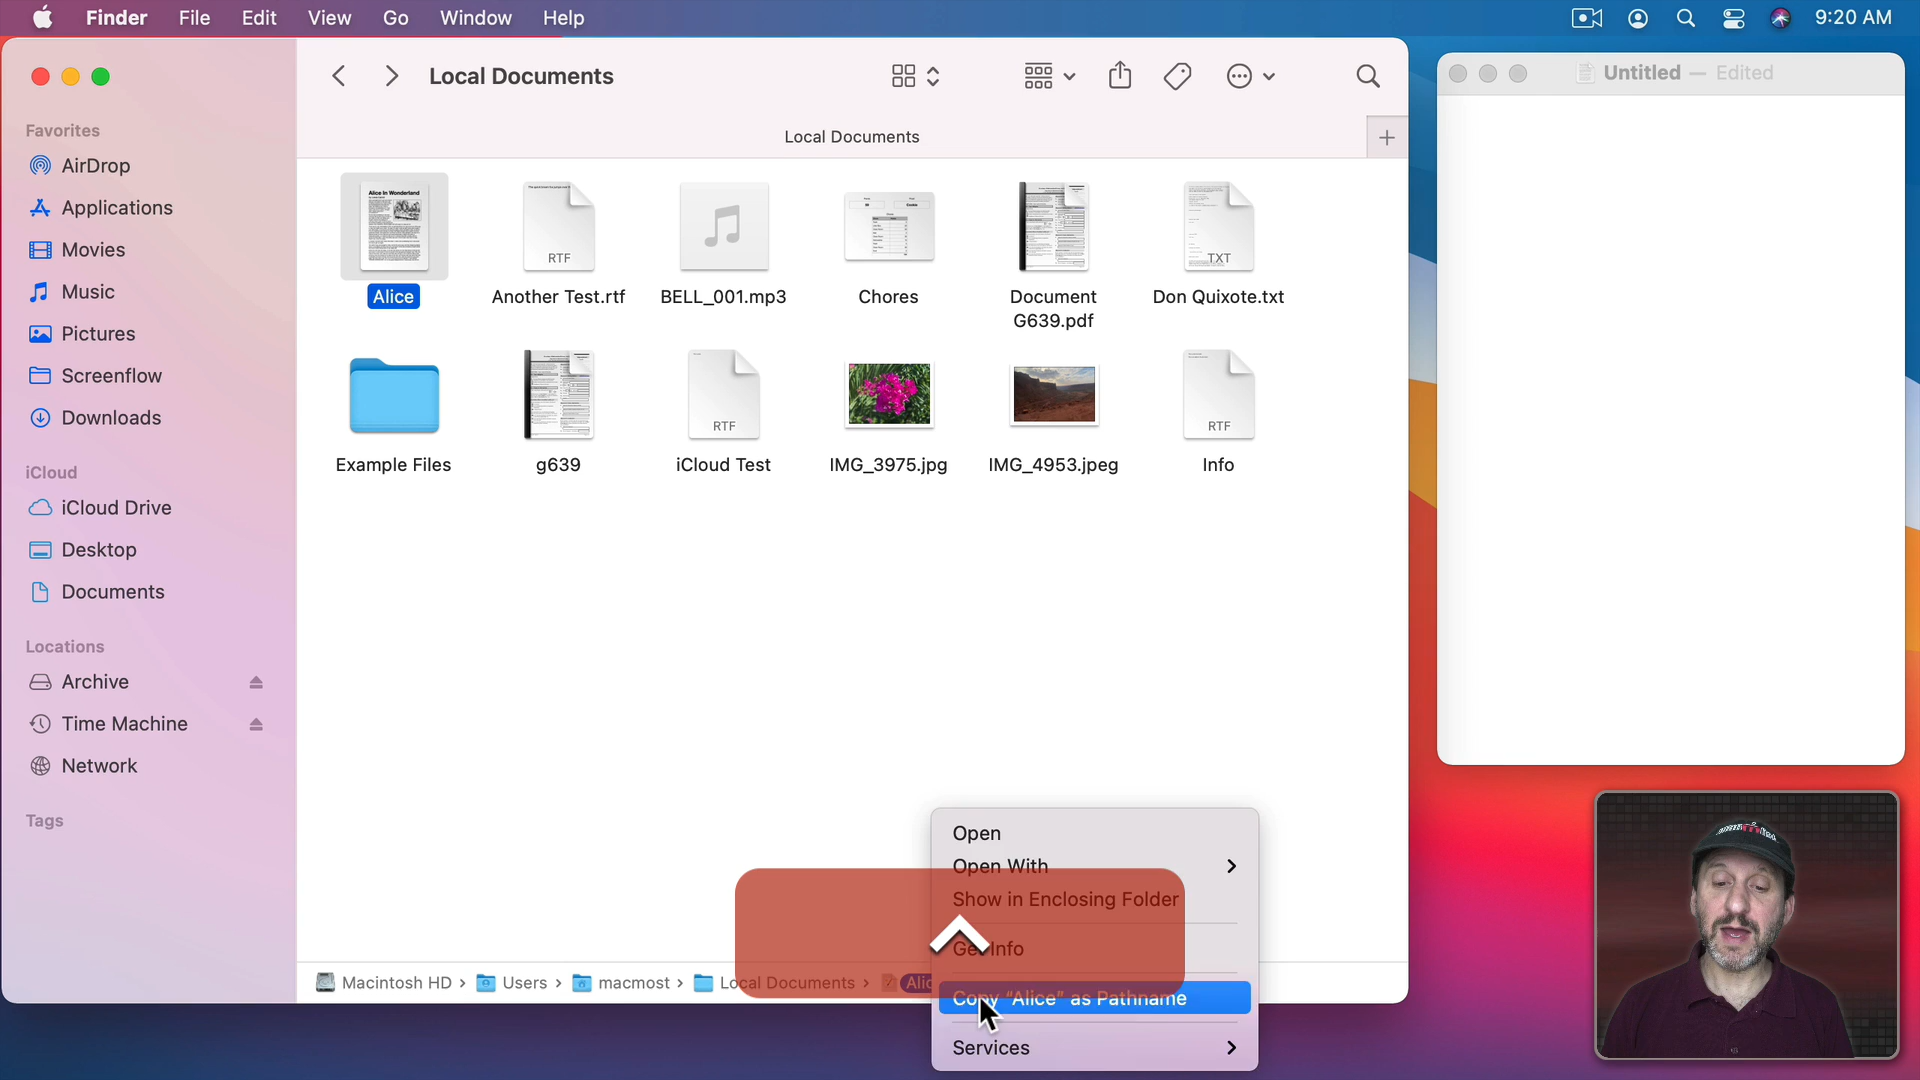 Finder File Edit View Go Window Help 9:20 AM
Local Documents
Untitled — Edited
Local Documents
Favorites
AirDrop
Applications
Movies
Music
Pictures
Screenflow
Downloads
iCloud
iCloud Drive
Desktop
Documents
Locations
Archive
Time Machine
Network
Tags
Alice In Wonderland
RTF
TXT
Alice
Another Test.rtf
BELL_001.mp3
Chores
Document
G639.pdf
Don Quixote.txt
RTF
RTF
Example Files
g639
iCloud Test
IMG_3975.jpg
IMG_4953.jpeg
Info
Open
Open With
Show in Enclosing Folder
Get Info
Copy "Alice" as Pathname
Services
Macintosh HD › Users › macmost › Local Documents ›